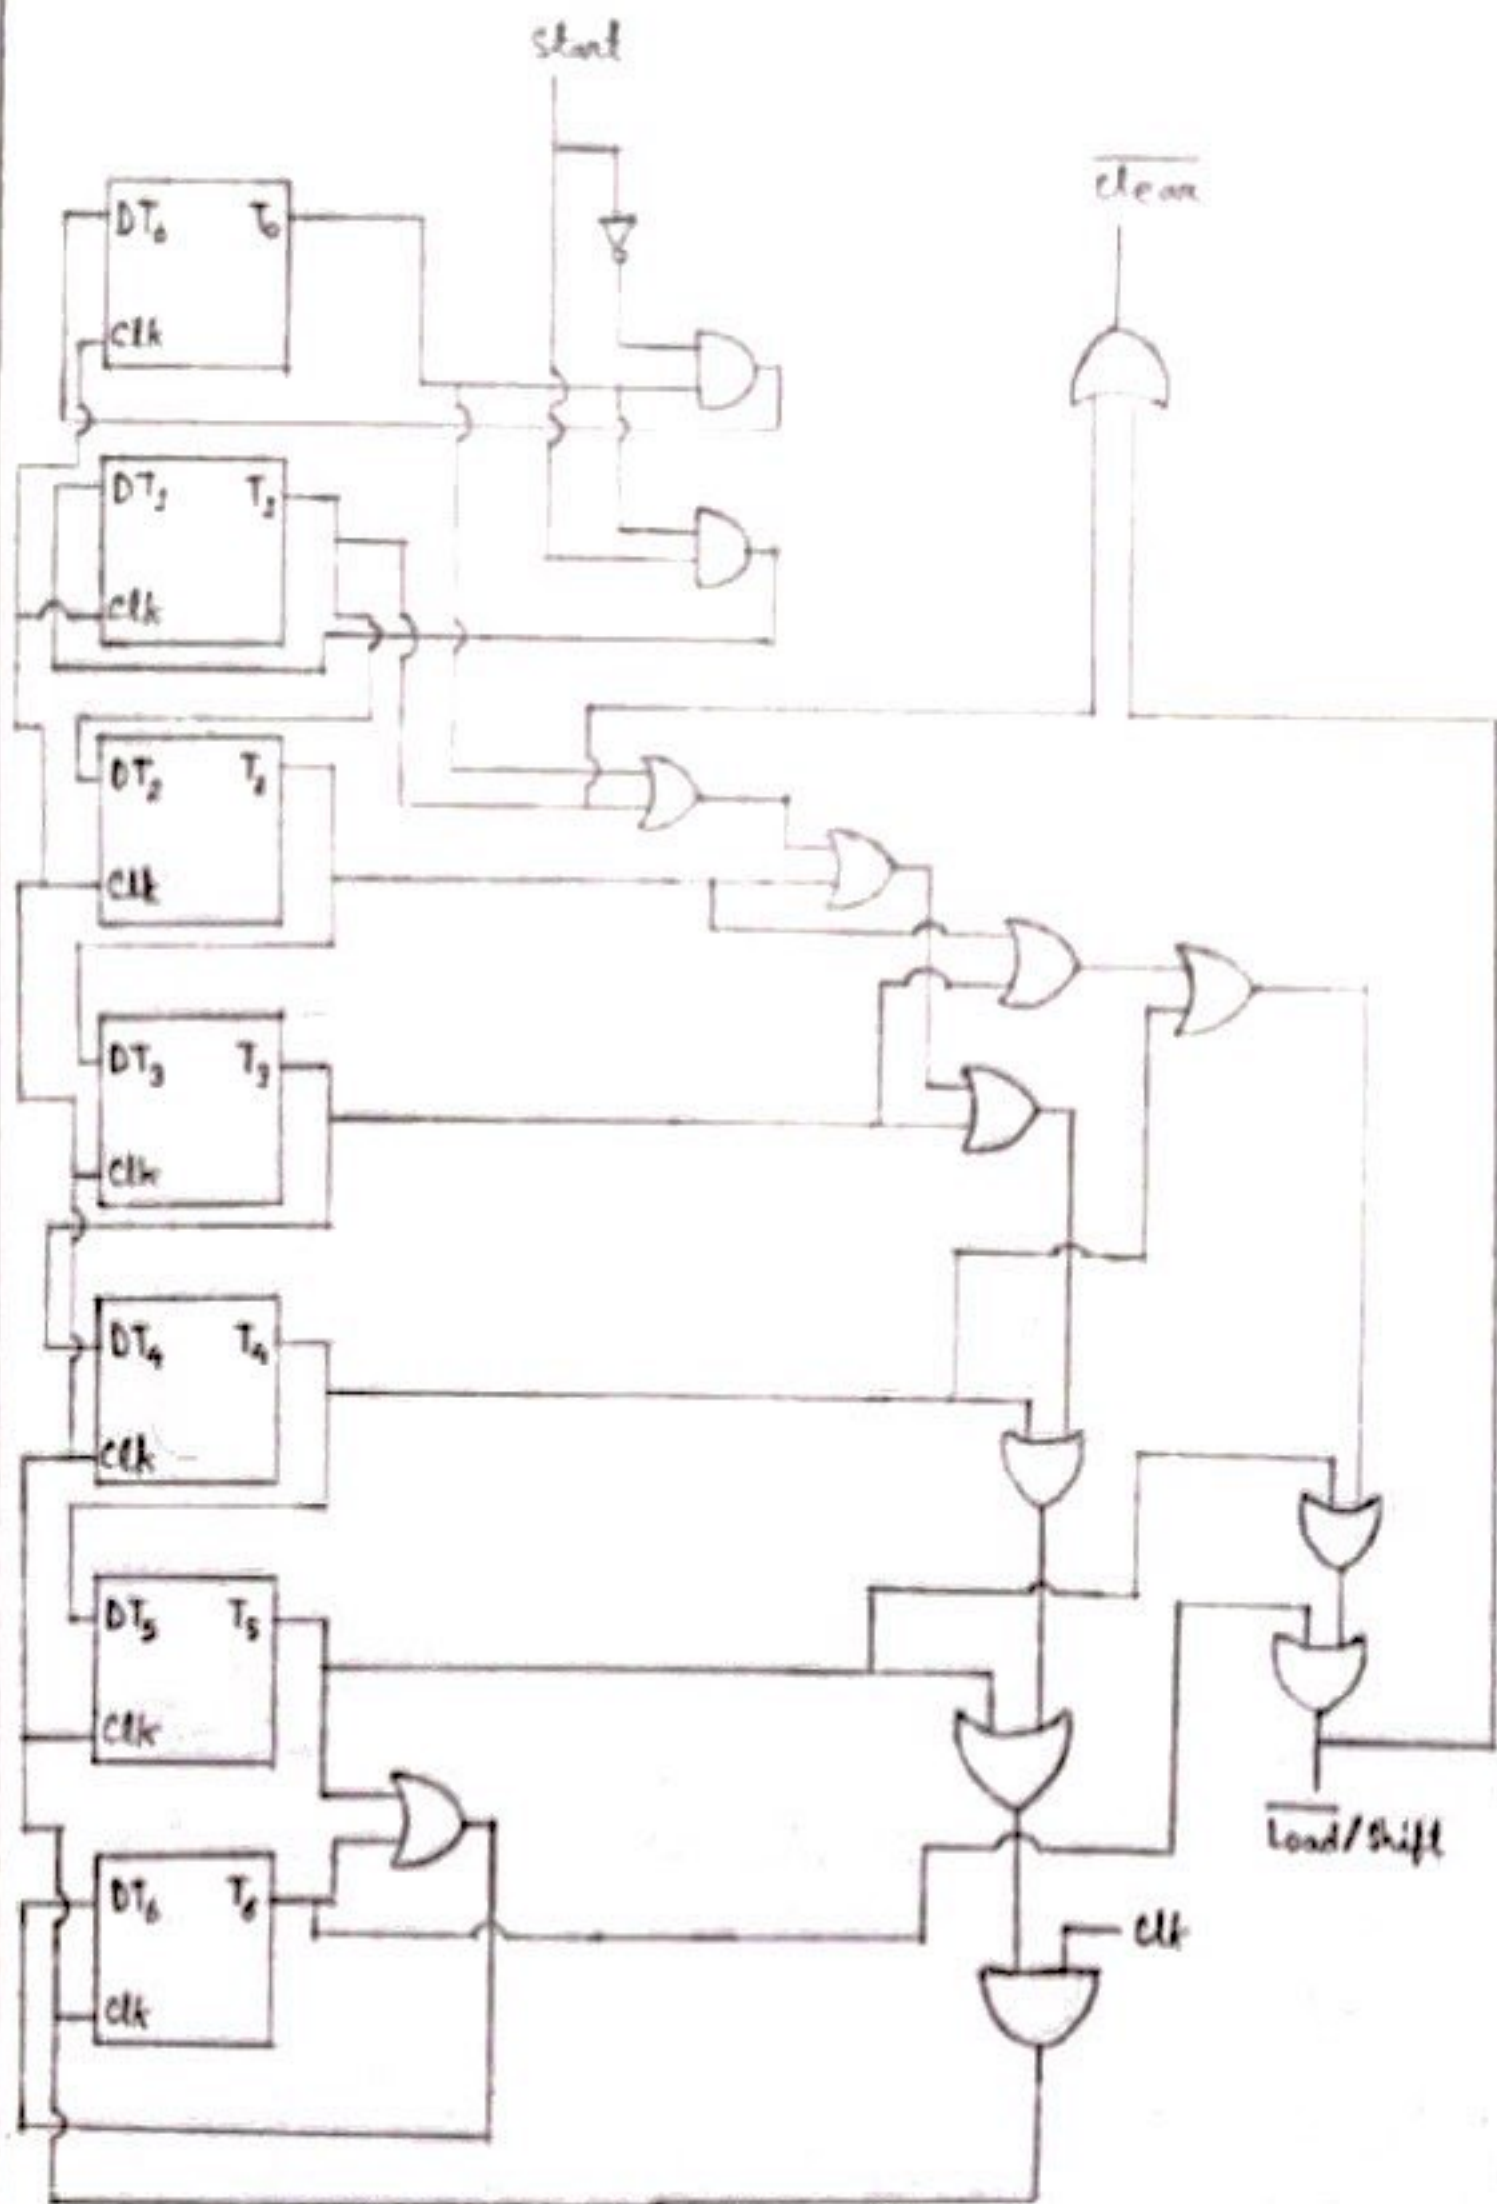 Start
Clear
DT₀ T₀
Clk
DT₁ T₁
Clk
DT₂ T₂
Clk
DT₃ T₃
Clk
DT₄ T₄
Clk
DT₅ T₅
Clk
Load/Shift
DT₆ T₆
Clk
Clk